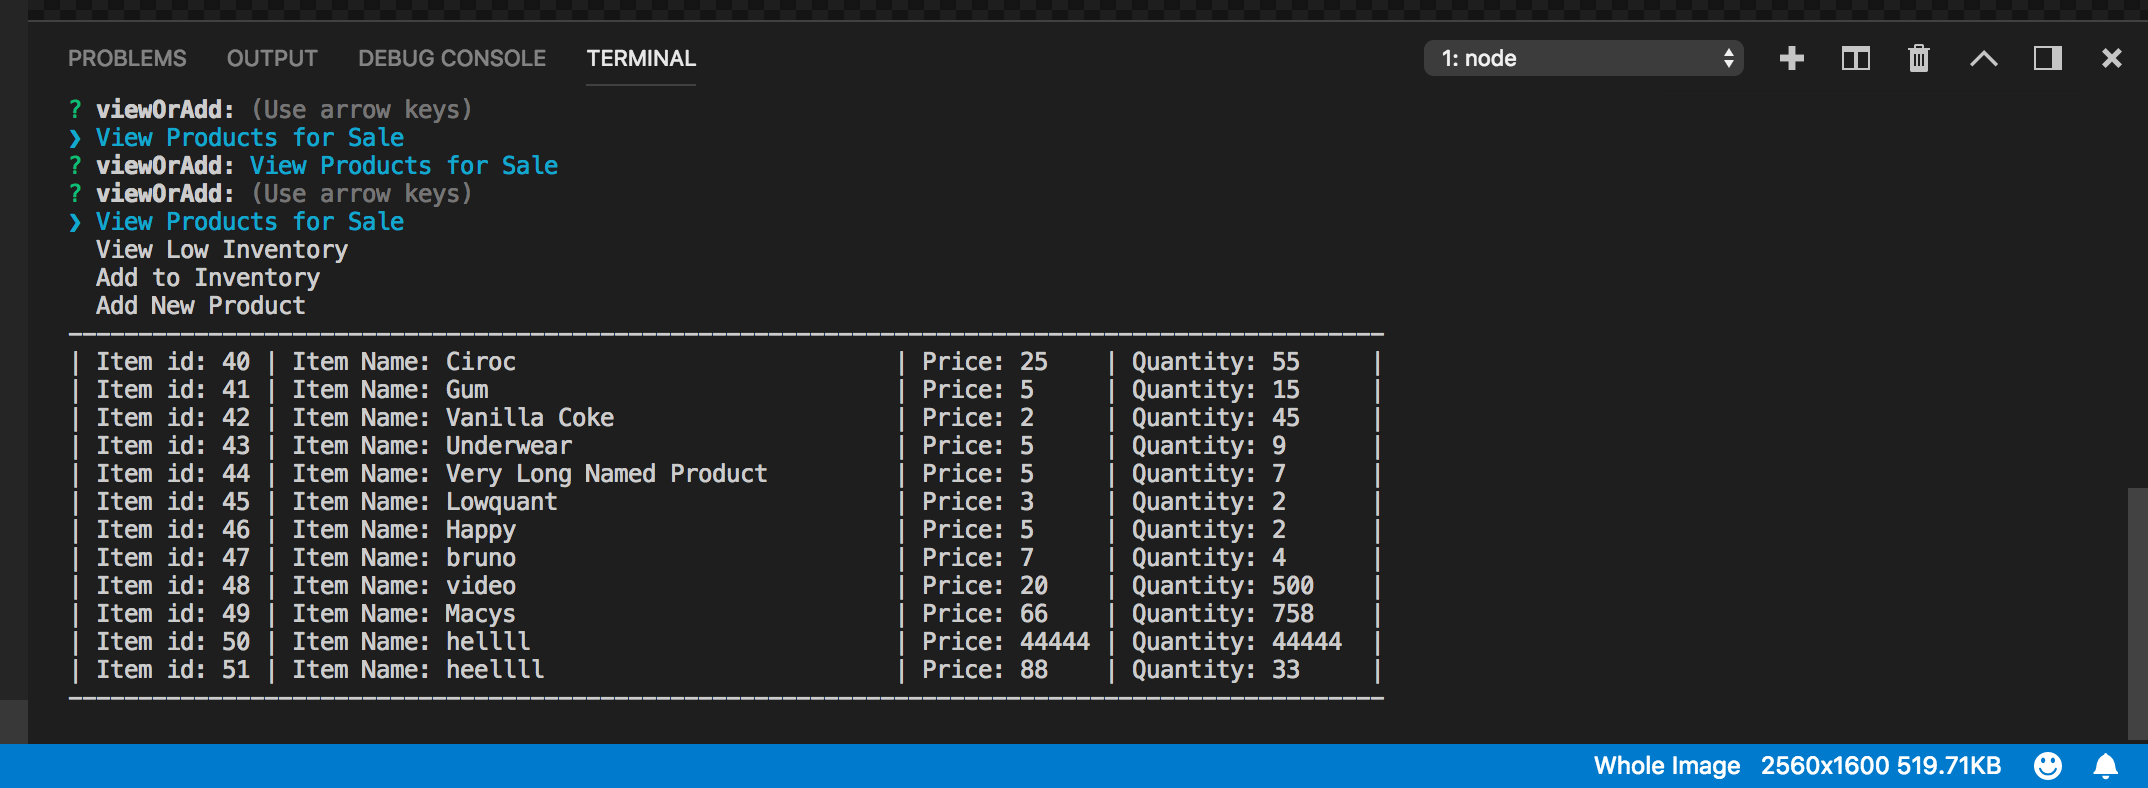 PROBLEMS OUTPUT DEBUG CONSOLE TERMINAL 1: node
? viewOrAdd: (Use arrow keys)
❯ View Products for Sale
? viewOrAdd: View Products for Sale
? viewOrAdd: (Use arrow keys)
❯ View Products for Sale
View Low Inventory
Add to Inventory
Add New Product
| Item id: 40 | Item Name: Ciroc | Price: 25 | Quantity: 55 |
| Item id: 41 | Item Name: Gum | Price: 5 | Quantity: 15 |
| Item id: 42 | Item Name: Vanilla Coke | Price: 2 | Quantity: 45 |
| Item id: 43 | Item Name: Underwear | Price: 5 | Quantity: 9 |
| Item id: 44 | Item Name: Very Long Named Product | Price: 5 | Quantity: 7 |
| Item id: 45 | Item Name: Lowquant | Price: 3 | Quantity: 2 |
| Item id: 46 | Item Name: Happy | Price: 5 | Quantity: 2 |
| Item id: 47 | Item Name: bruno | Price: 7 | Quantity: 4 |
| Item id: 48 | Item Name: video | Price: 20 | Quantity: 500 |
| Item id: 49 | Item Name: Macys | Price: 66 | Quantity: 758 |
| Item id: 50 | Item Name: hellll | Price: 44444 | Quantity: 44444 |
| Item id: 51 | Item Name: heellll | Price: 88 | Quantity: 33 |
Whole Image 2560x1600 519.71KB